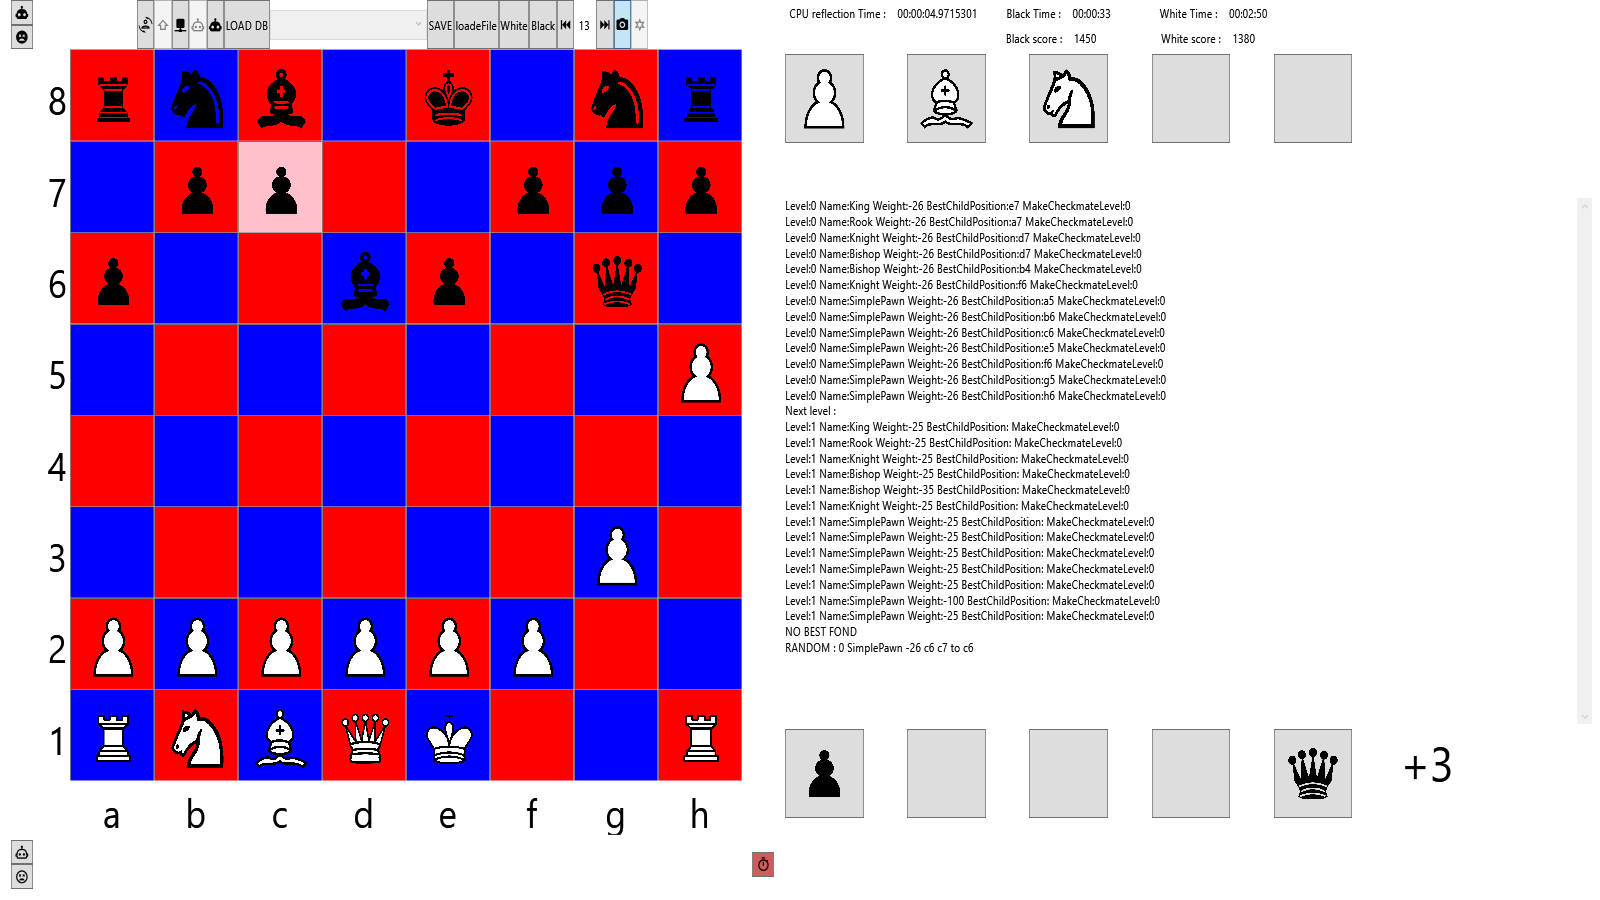 CPU reflection Time : 00:00:04.9715301 Black Time : 00:00:33 White Time : 00:02:50
LOAD DB SAVE loadeFile White Black 13
Black score : 1450 White score : 1380
8
7
6
5
4
3
2
1
a b c d e f g h
Level:0 Name:King Weight:-26 BestChildPosition:e7 MakeCheckmateLevel:0
Level:0 Name:Rook Weight:-26 BestChildPosition:a7 MakeCheckmateLevel:0
Level:0 Name:Knight Weight:-26 BestChildPosition:d7 MakeCheckmateLevel:0
Level:0 Name:Bishop Weight:-26 BestChildPosition:d7 MakeCheckmateLevel:0
Level:0 Name:Bishop Weight:-26 BestChildPosition:b4 MakeCheckmateLevel:0
Level:0 Name:Knight Weight:-26 BestChildPosition:f6 MakeCheckmateLevel:0
Level:0 Name:SimplePawn Weight:-26 BestChildPosition:a5 MakeCheckmateLevel:0
Level:0 Name:SimplePawn Weight:-26 BestChildPosition:b6 MakeCheckmateLevel:0
Level:0 Name:SimplePawn Weight:-26 BestChildPosition:c6 MakeCheckmateLevel:0
Level:0 Name:SimplePawn Weight:-26 BestChildPosition:e5 MakeCheckmateLevel:0
Level:0 Name:SimplePawn Weight:-26 BestChildPosition:f6 MakeCheckmateLevel:0
Level:0 Name:SimplePawn Weight:-26 BestChildPosition:g5 MakeCheckmateLevel:0
Level:0 Name:SimplePawn Weight:-26 BestChildPosition:h6 MakeCheckmateLevel:0
Next level :
Level:1 Name:King Weight:-25 BestChildPosition: MakeCheckmateLevel:0
Level:1 Name:Rook Weight:-25 BestChildPosition: MakeCheckmateLevel:0
Level:1 Name:Knight Weight:-25 BestChildPosition: MakeCheckmateLevel:0
Level:1 Name:Bishop Weight:-25 BestChildPosition: MakeCheckmateLevel:0
Level:1 Name:Bishop Weight:-35 BestChildPosition: MakeCheckmateLevel:0
Level:1 Name:Knight Weight:-25 BestChildPosition: MakeCheckmateLevel:0
Level:1 Name:SimplePawn Weight:-25 BestChildPosition: MakeCheckmateLevel:0
Level:1 Name:SimplePawn Weight:-25 BestChildPosition: MakeCheckmateLevel:0
Level:1 Name:SimplePawn Weight:-25 BestChildPosition: MakeCheckmateLevel:0
Level:1 Name:SimplePawn Weight:-25 BestChildPosition: MakeCheckmateLevel:0
Level:1 Name:SimplePawn Weight:-25 BestChildPosition: MakeCheckmateLevel:0
Level:1 Name:SimplePawn Weight:-100 BestChildPosition: MakeCheckmateLevel:0
Level:1 Name:SimplePawn Weight:-25 BestChildPosition: MakeCheckmateLevel:0
NO BEST FOND
RANDOM : 0 SimplePawn -26 c6 c7 to c6
+3